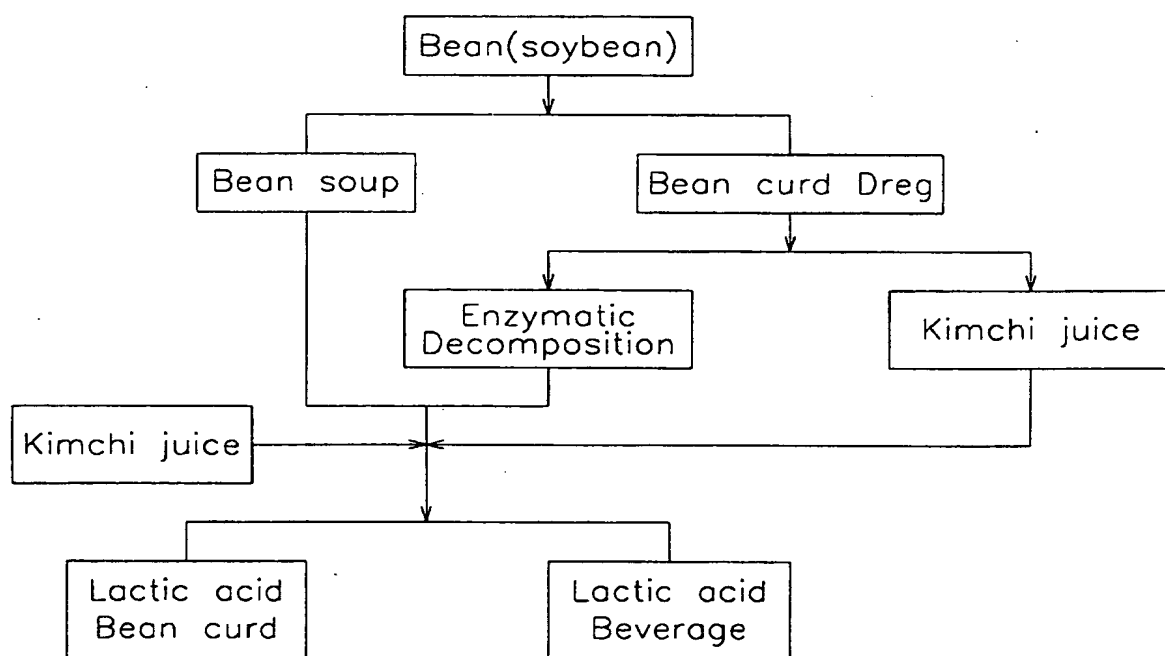 Bean(soybean)
Bean soup
Bean curd Dreg
Enzymatic
Decomposition
Kimchi juice
Kimchi juice
Lactic acid
Bean curd
Lactic acid
Beverage